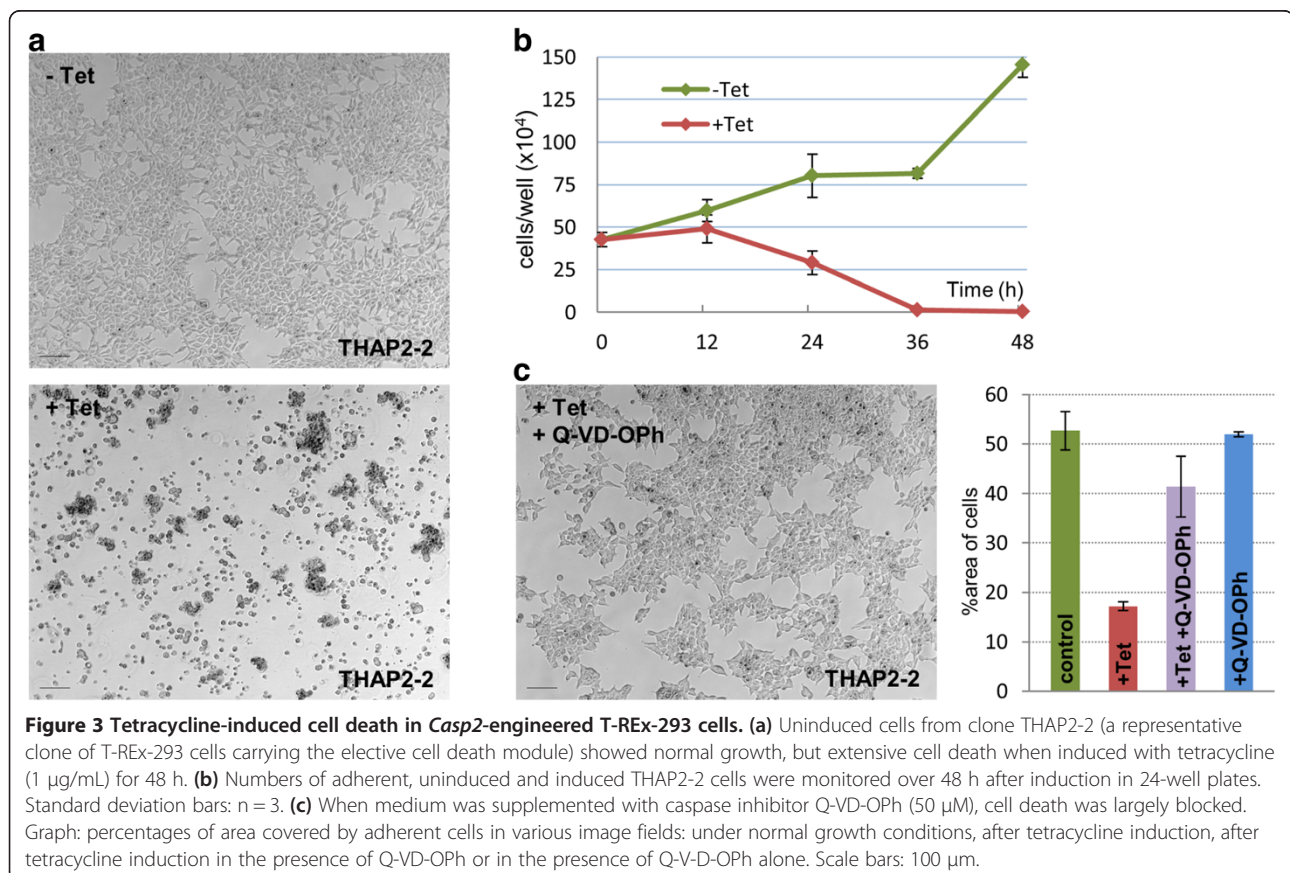 a
- Tet
THAP2-2
+ Tet
THAP2-2
b
150
125
100
75
50
25
0
cells/well (x10⁴)
-Tet
+Tet
Time (h)
0 12 24 36 48
c
+ Tet
+ Q-VD-OPh
THAP2-2
60
50
40
30
20
10
0
%area of cells
control
+Tet
+Tet +Q-VD-OPh
+Q-VD-OPh
Figure 3 Tetracycline-induced cell death in Casp2-engineered T-REx-293 cells. (a) Uninduced cells from clone THAP2-2 (a representative
clone of T-REx-293 cells carrying the elective cell death module) showed normal growth, but extensive cell death when induced with tetracycline
(1 μg/mL) for 48 h. (b) Numbers of adherent, uninduced and induced THAP2-2 cells were monitored over 48 h after induction in 24-well plates.
Standard deviation bars: n = 3. (c) When medium was supplemented with caspase inhibitor Q-VD-OPh (50 μM), cell death was largely blocked.
Graph: percentages of area covered by adherent cells in various image fields: under normal growth conditions, after tetracycline induction, after
tetracycline induction in the presence of Q-VD-OPh or in the presence of Q-V-D-OPh alone. Scale bars: 100 μm.